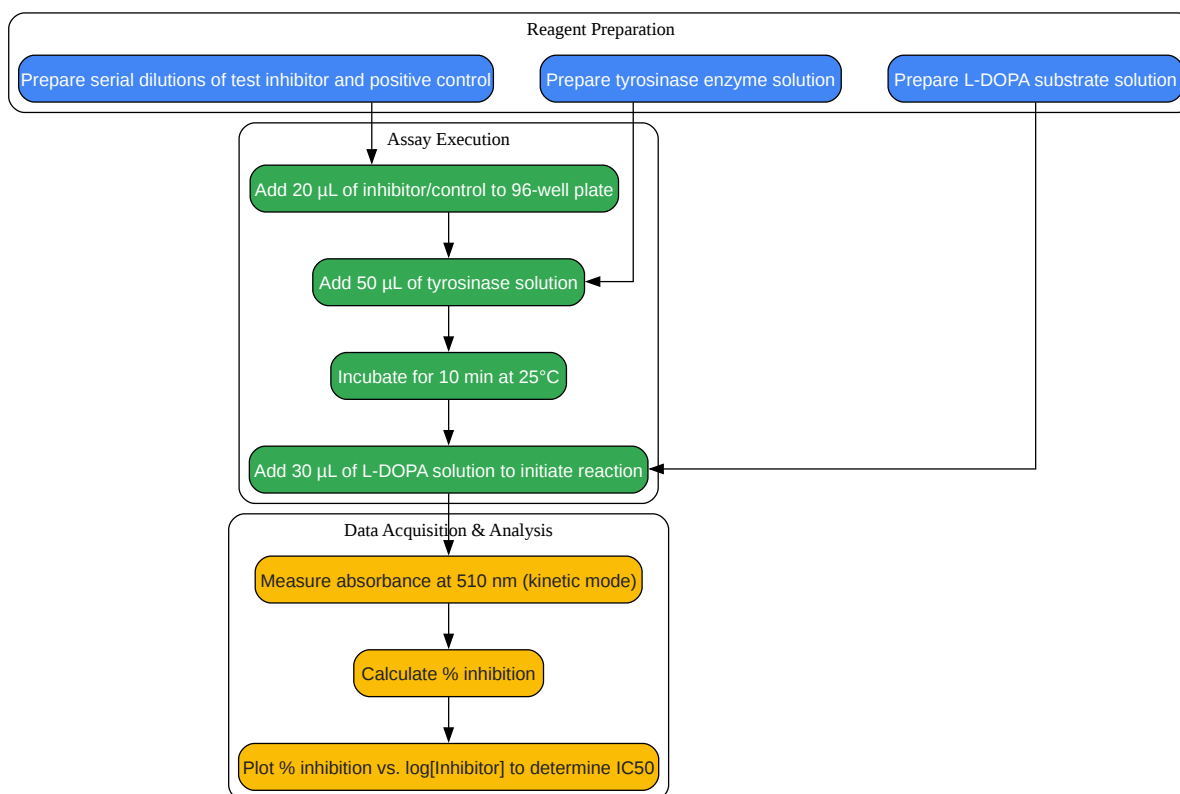 Reagent Preparation
Prepare serial dilutions of test inhibitor and positive control
Prepare tyrosinase enzyme solution
Prepare L-DOPA substrate solution
Assay Execution
Add 20 µL of inhibitor/control to 96-well plate
Add 50 µL of tyrosinase solution
Incubate for 10 min at 25°C
Add 30 µL of L-DOPA solution to initiate reaction
Data Acquisition & Analysis
Measure absorbance at 510 nm (kinetic mode)
Calculate % inhibition
Plot % inhibition vs. log[Inhibitor] to determine IC50